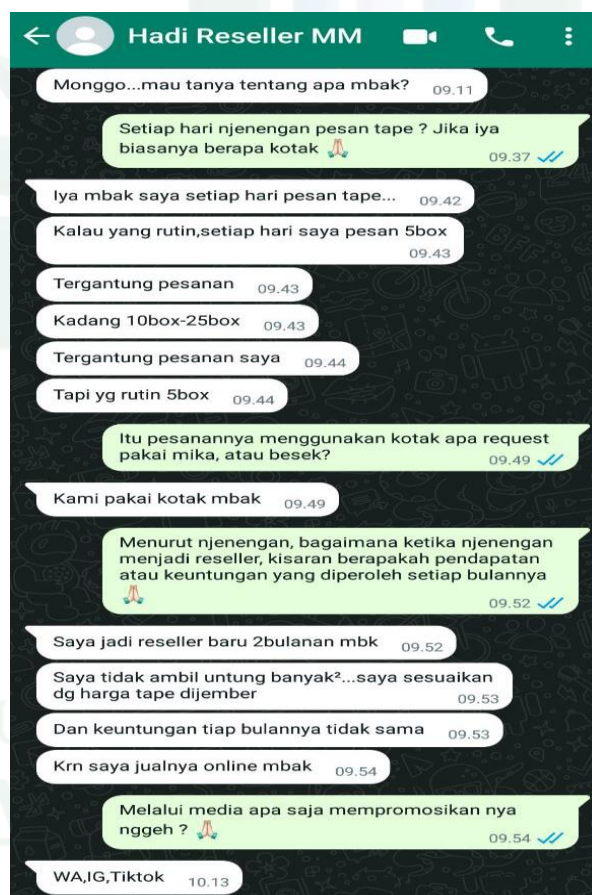 Hadi Reseller MM
Monggo...mau tanya tentang apa mbak? 09.11
Setiap hari njenengan pesan tape ? Jika iya
biasanya berapa kotak 🙏🏻
09.37
Iya mbak saya setiap hari pesan tape... 09.42
Kalau yang rutin,setiap hari saya pesan 5box
09.43
Tergantung pesanan 09.43
Kadang 10box-25box 09.43
Tergantung pesanan saya 09.44
Tapi yg rutin 5box 09.44
Itu pesanannya menggunakan kotak apa request
pakai mika, atau besek?
09.49
Kami pakai kotak mbak 09.49
Menurut njenengan, bagaimana ketika njenengan
menjadi reseller, kisaran berapakah pendapatan
atau keuntungan yang diperoleh setiap bulannya
🙏🏻
09.52
Saya jadi reseller baru 2bulanan mbk 09.52
Saya tidak ambil untung banyak²...saya sesuaikan
dg harga tape dijember
09.53
Dan keuntungan tiap bulannya tidak sama 09.53
Krn saya jualnya online mbak 09.54
Melalui media apa saja mempromosikan nya
nggeh ? 🙏🏻
09.54
WA,IG,Tiktok 10.13